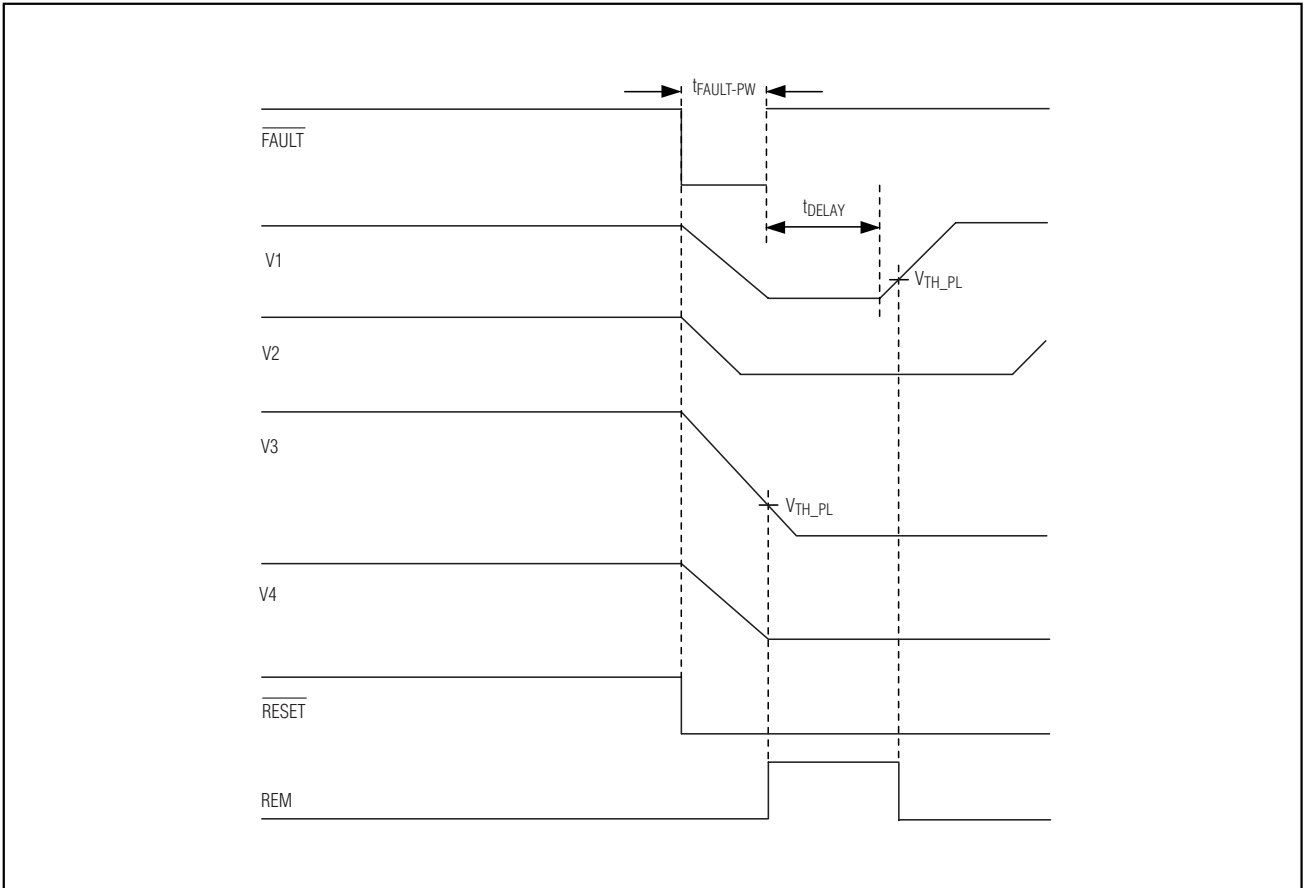 tFAULT-PW
FAULT
tDELAY
V1
VTH_PL
V2
V3
VTH_PL
V4
RESET
REM